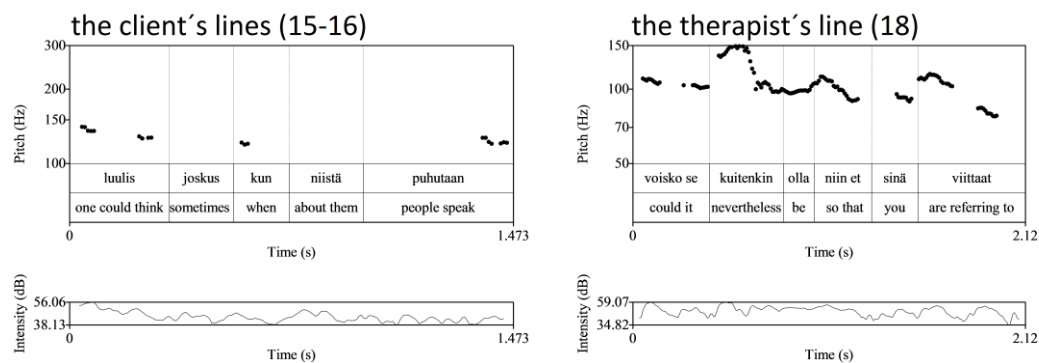 the client´s lines (15-16)
300
200
150
100
Pitch (Hz)
luulis joskus kun niistä puhutaan
one could think sometimes when about them people speak
0 1.473
Time (s)
56.06
38.13
Intensity (dB)
0 1.473
Time (s)
the therapist´s line (18)
150
100
70
50
Pitch (Hz)
voisko se kuitenkin olla niin et sinä viittaat
could it nevertheless be so that you are referring to
0 2.12
Time (s)
59.07
34.82
Intensity (dB)
0 2.12
Time (s)